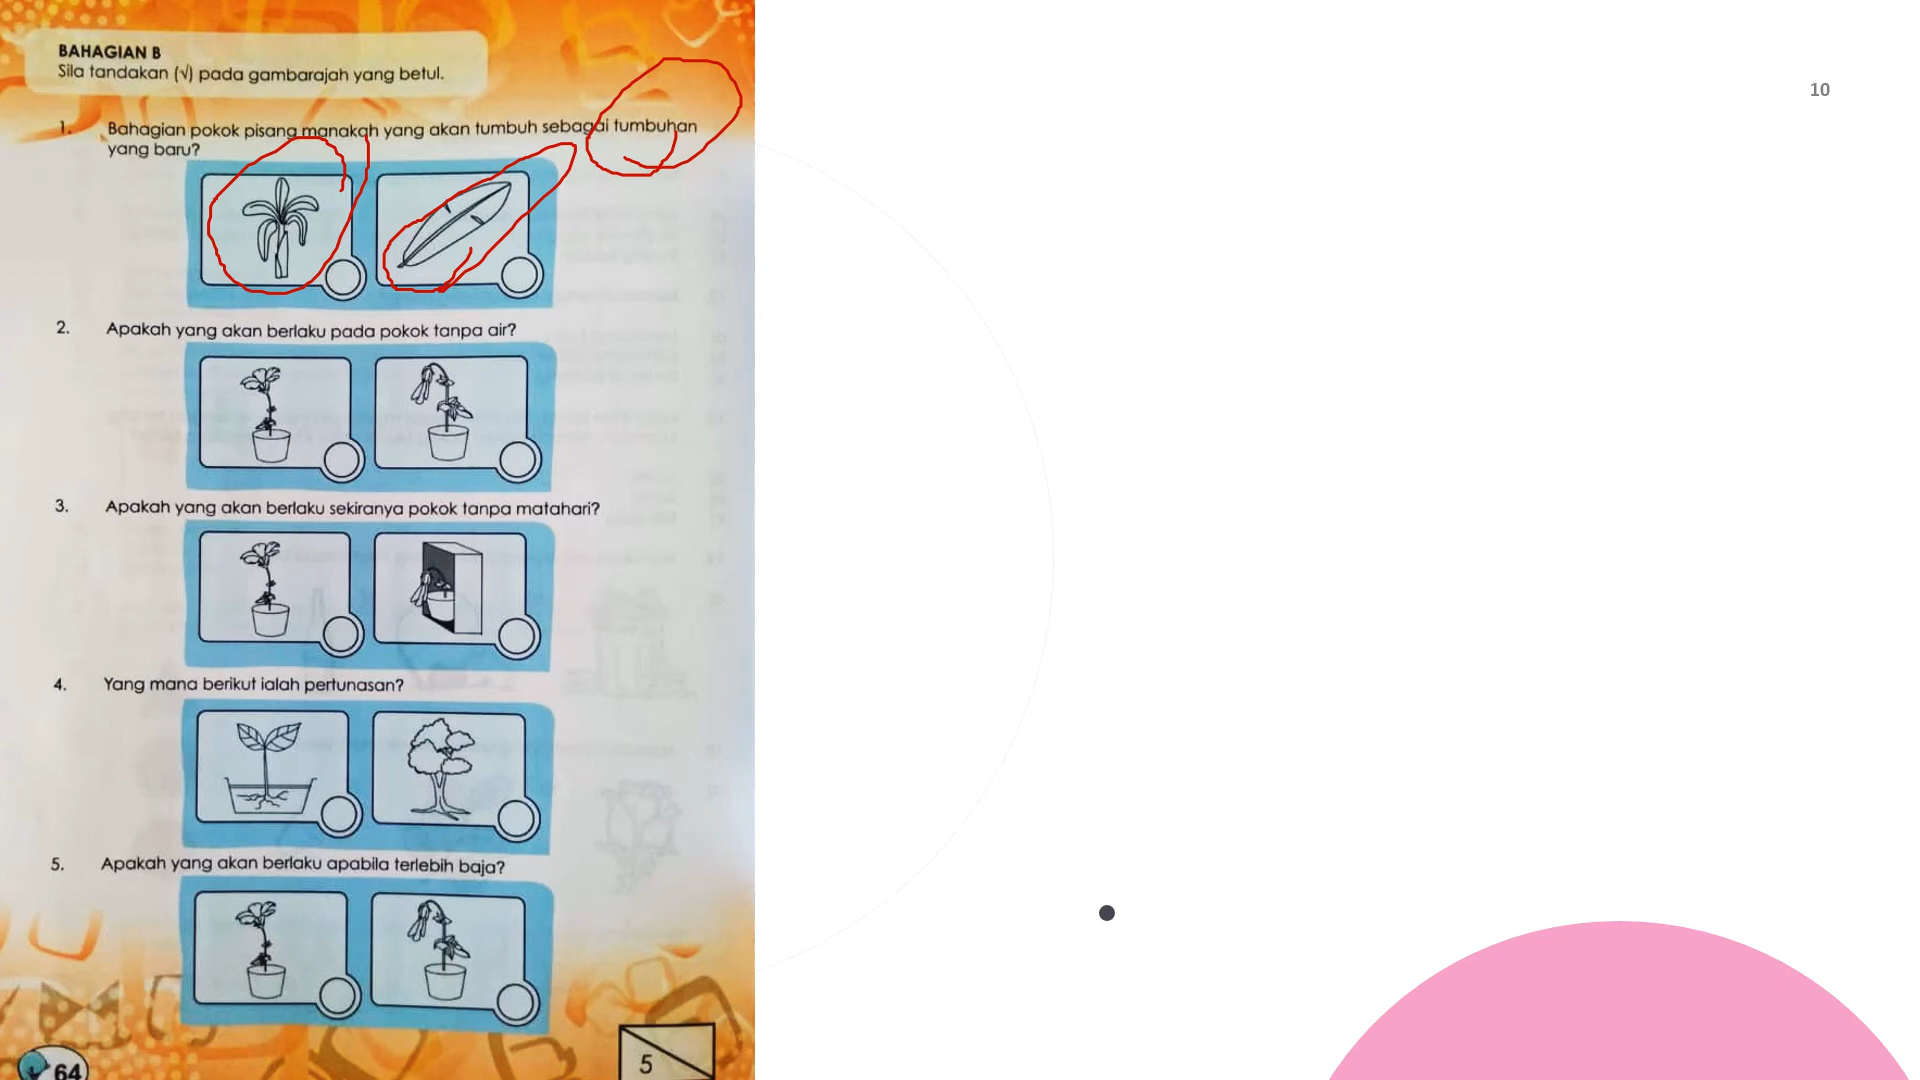 BAHAGIAN B
Sila tandakan (√) pada gambarajah yang betul.
1. Bahagian pokok pisang manakah yang akan tumbuh sebagai tumbuhan
yang baru?
2. Apakah yang akan berlaku pada pokok tanpa air?
3. Apakah yang akan berlaku sekiranya pokok tanpa matahari?
4. Yang mana berikut ialah pertunasan?
5. Apakah yang akan berlaku apabila terlebih baja?
64
5
10